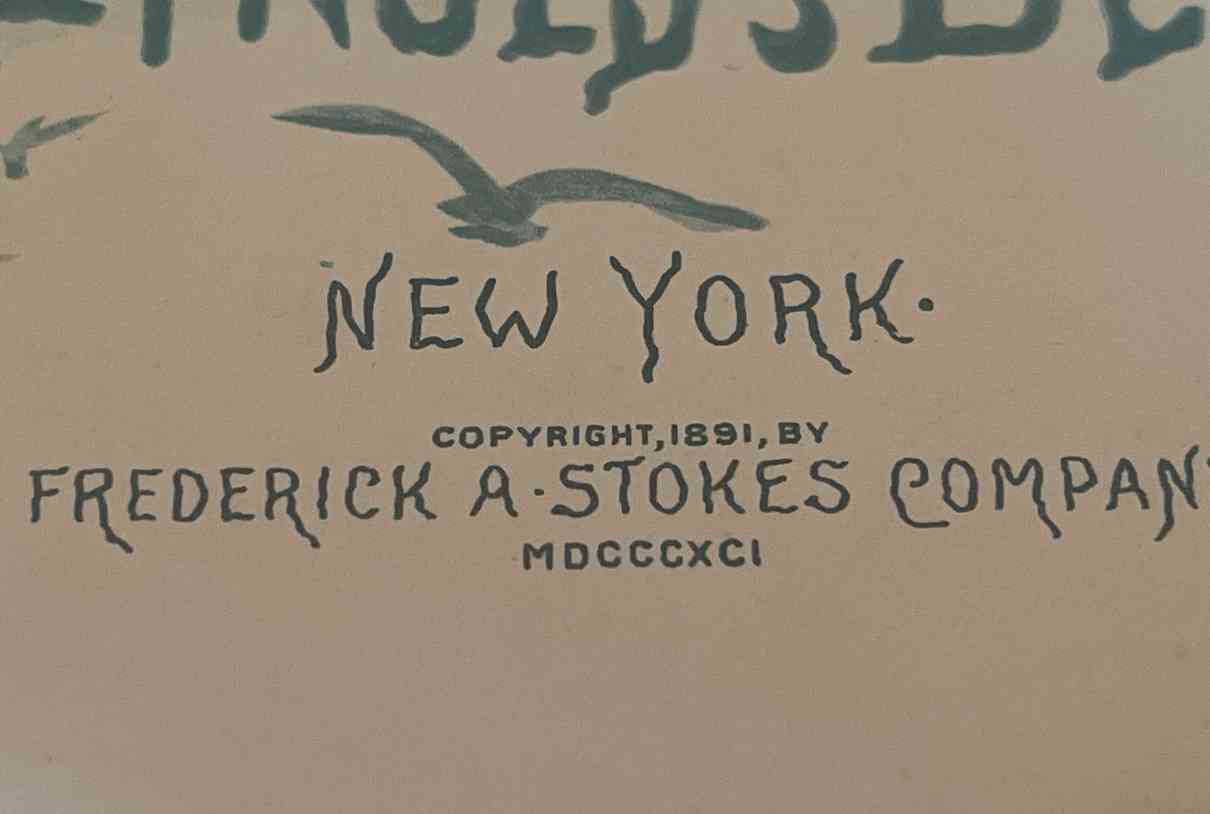 NEW YORK.
COPYRIGHT, 1891, BY
FREDERICK A. STOKES COMPAN
MDCCCXCI